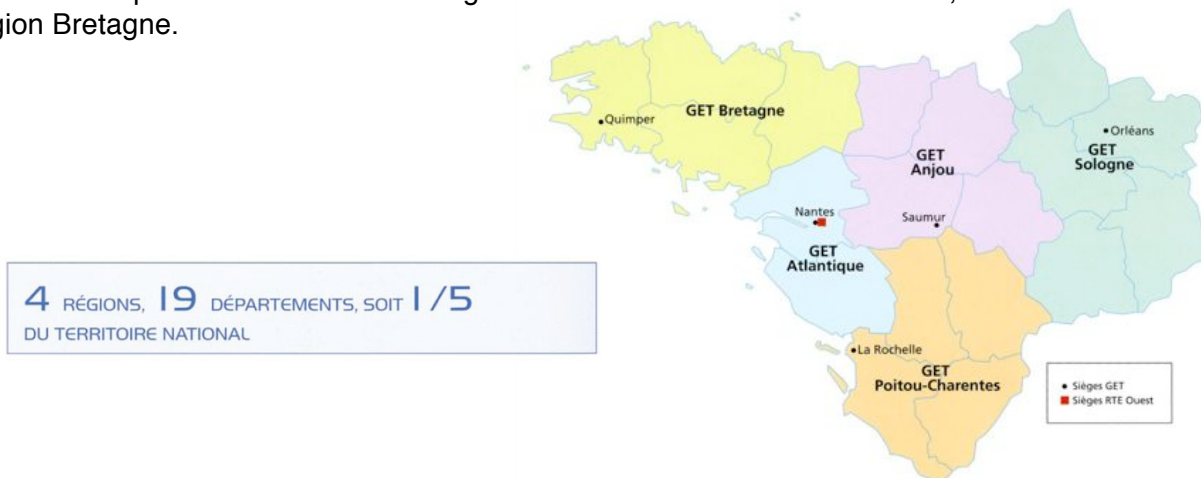 gion Bretagne.
GET Bretagne
Quimper
Orléans
GET
Anjou
GET
Sologne
Nantes
Saumur
GET
Atlantique
4 RÉGIONS, 19 DÉPARTEMENTS, SOIT 1/5
DU TERRITOIRE NATIONAL
La Rochelle
GET
Poitou-Charentes
Sièges GET
Sièges RTE Ouest